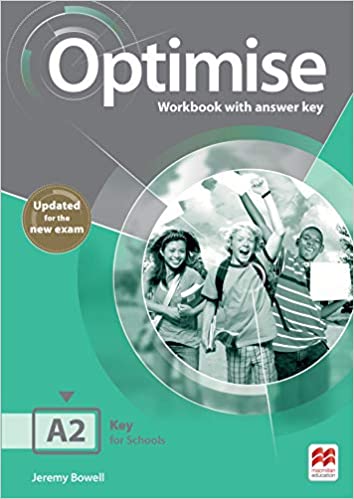 Optimise
Workbook with answer key
Updated
for the
new exam
A2
Key
for Schools
Jeremy Bowell
macmillan
education